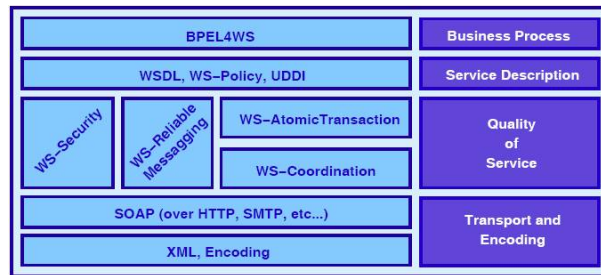 BPEL4WS
Business Process
WSDL, WS-Policy, UDDI
Service Description
WS-Security
WS-Reliable
Messagging
WS-AtomicTransaction
WS-Coordination
Quality
of
Service
SOAP (over HTTP, SMTP, etc...)
XML, Encoding
Transport and
Encoding